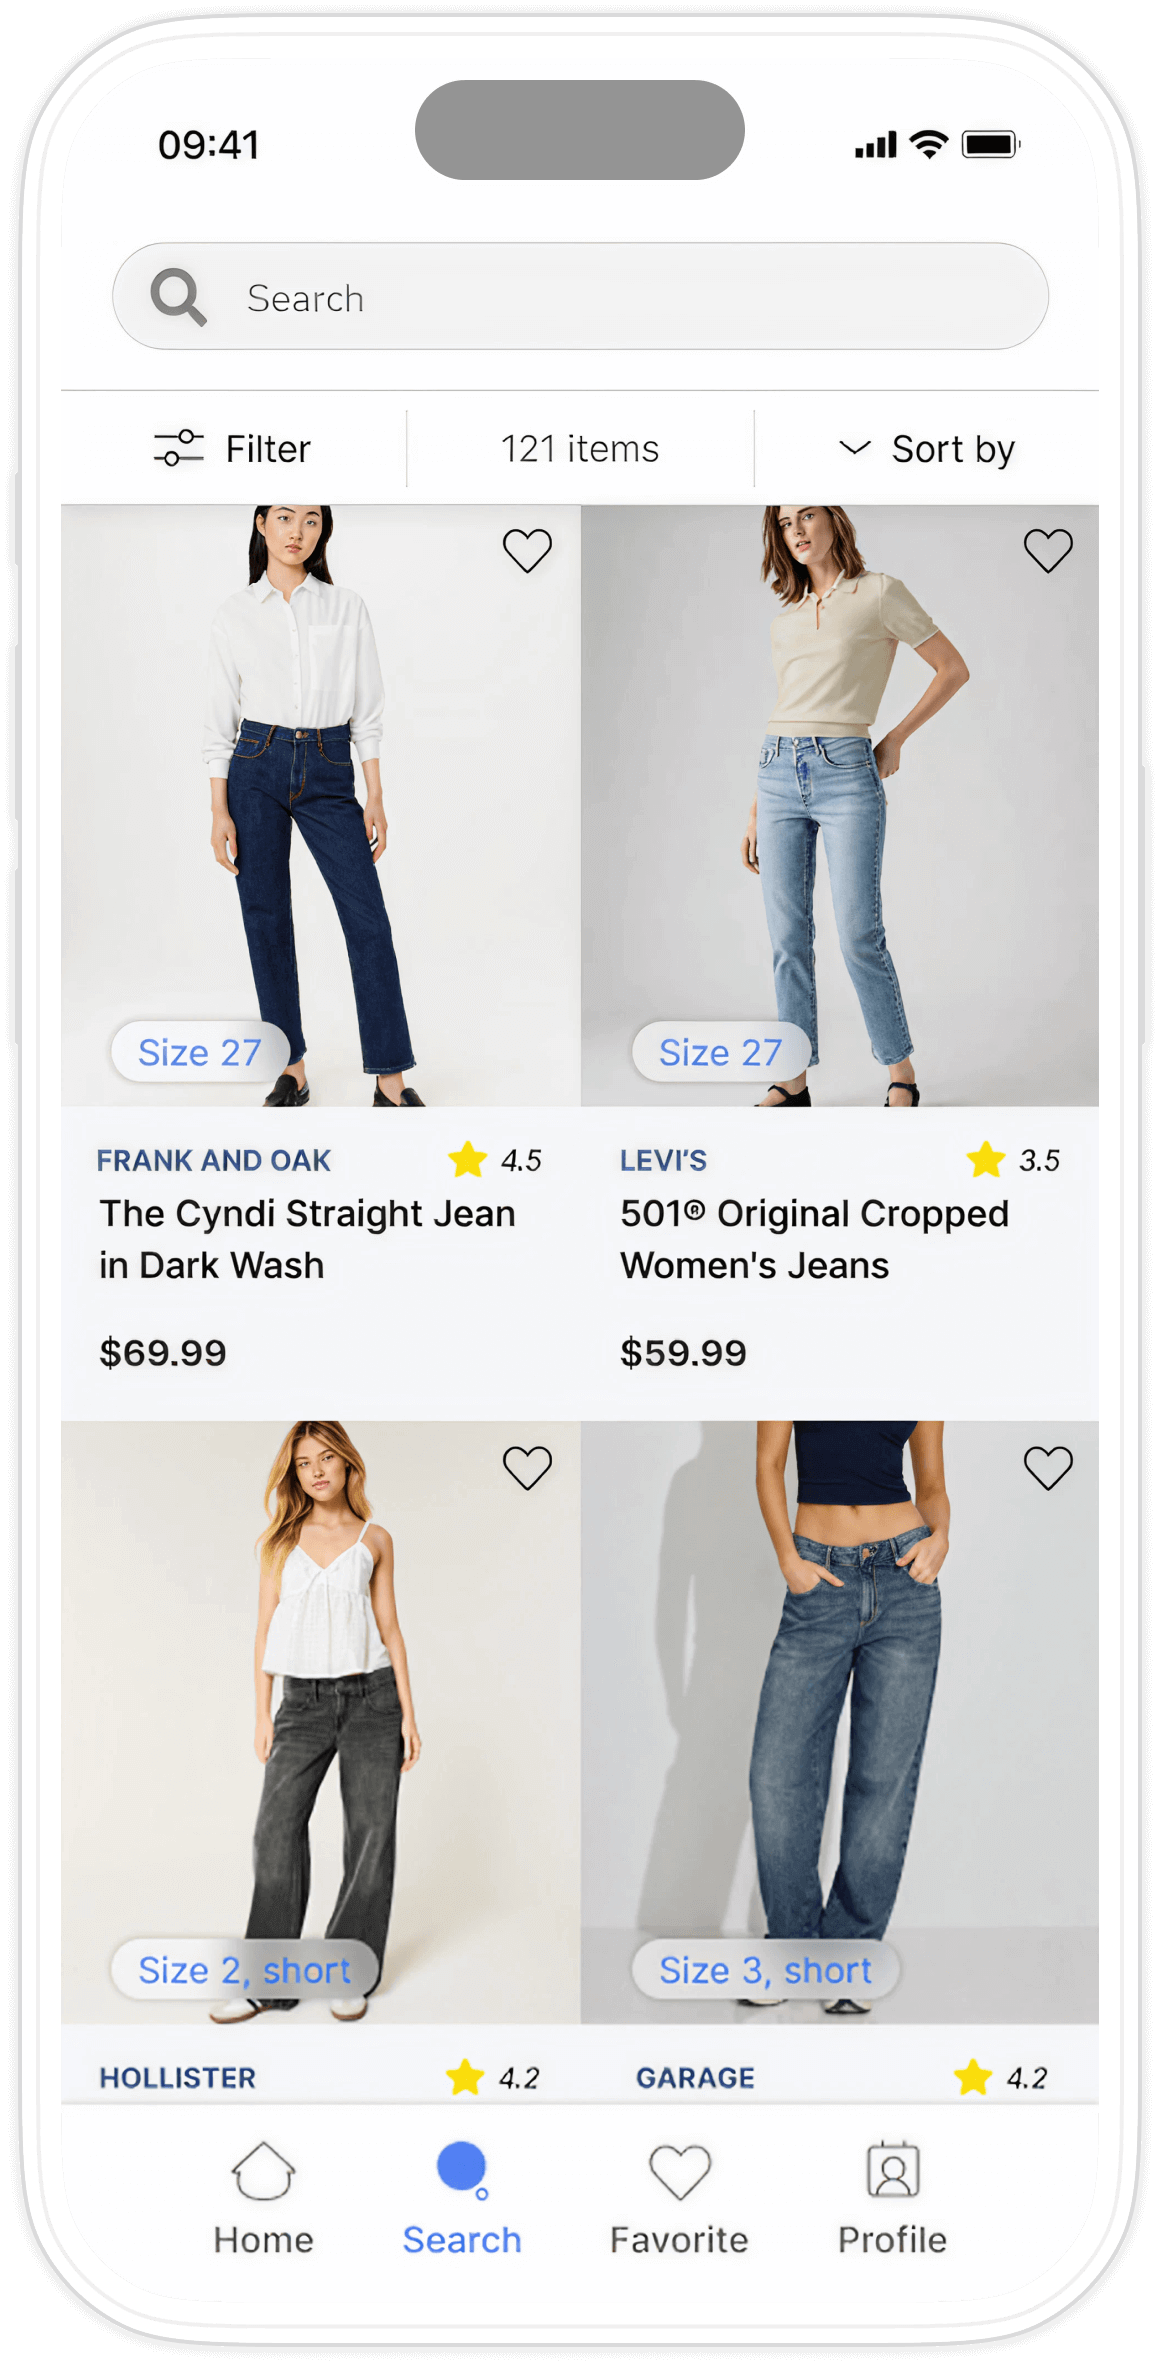 09:41
Search
Filter
121 items
Sort by
Size 27
Size 27
FRANK AND OAK
4.5
The Cyndi Straight Jean
in Dark Wash
$69.99
LEVI'S
3.5
501® Original Cropped
Women's Jeans
$59.99
Size 2, short
Size 3, short
HOLLISTER
4.2
GARAGE
4.2
Home
Search
Favorite
Profile